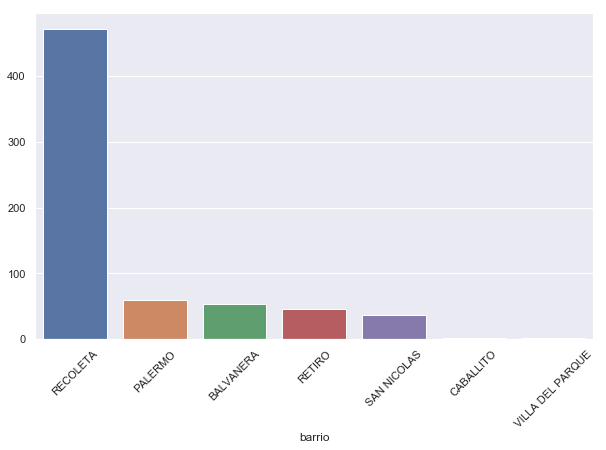 400
300
200
100
0
RECOLETA
PALERMO
BALVANERA
RETIRO
SAN NICOLAS
CABALLITO
VILLA DEL PARQUE
barrio